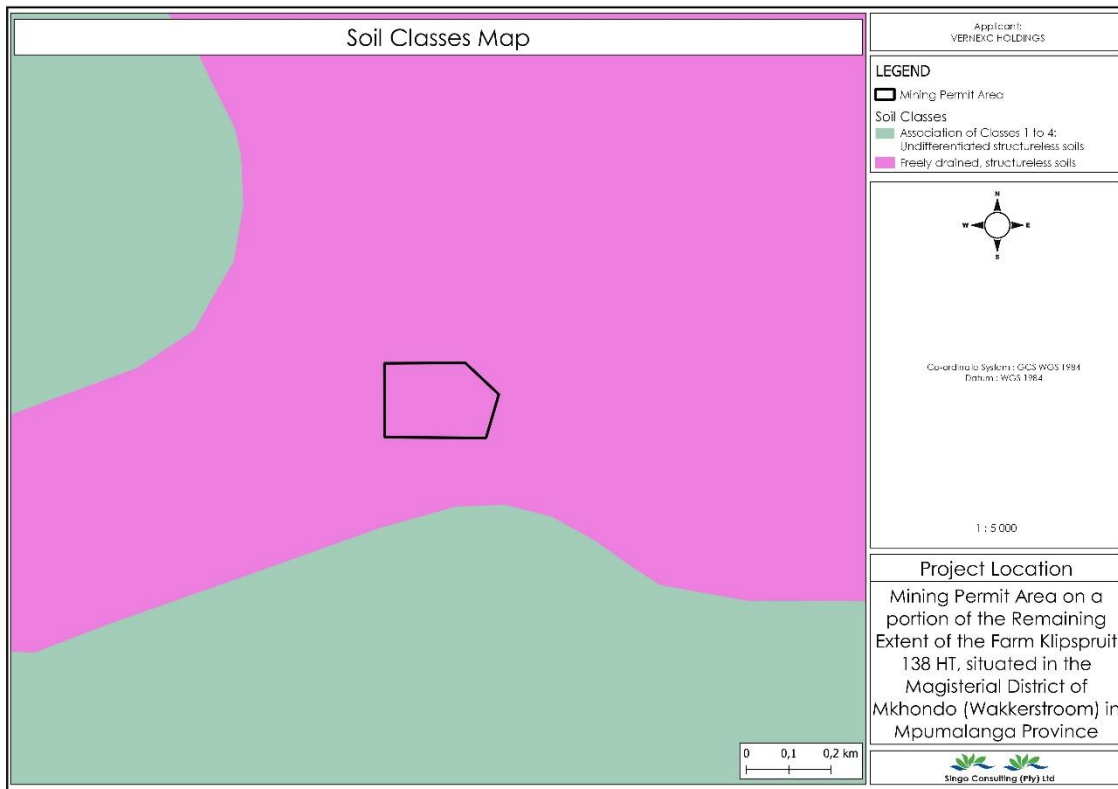 Soil Classes Map
Applicant:
VERNEXC HOLDINGS
LEGEND
Mining Permit Area
Soil Classes
Association of Classes 1 to 4:
Undifferentiated structureless soils
Freely drained, structureless soils
N
W E
S
Co-ordinate System : GCS WGS 1984
Datum : WGS 1984
1 : 5 000
Project Location
Mining Permit Area on a
portion of the Remaining
Extent of the Farm Klipspruit
138 HT, situated in the
Magisterial District of
Mkhondo (Wakkerstroom) in
Mpumalanga Province
0 0,1 0,2 km
Singo Consulting (Pty) Ltd